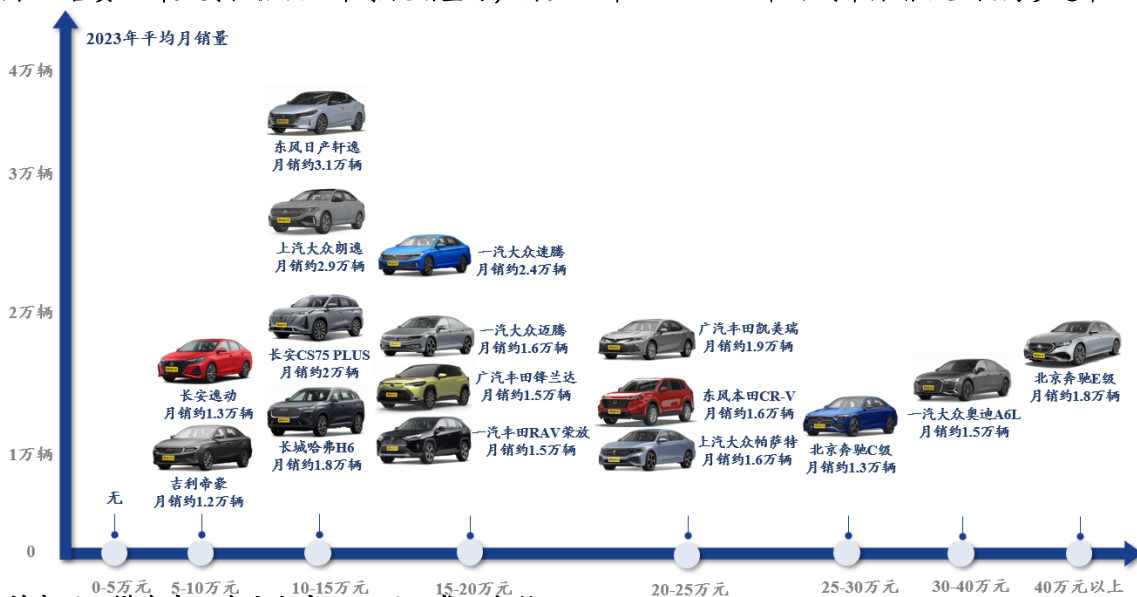 2023年平均月销量
4万辆
3万辆
2万辆
1万辆
0
东风日产轩逸
月销约3.1万辆
上汽大众朗逸
月销约2.9万辆
一汽大众速腾
月销约2.4万辆
长安CS75 PLUS
月销约2万辆
一汽大众迈腾
月销约1.6万辆
广汽丰田凯美瑞
月销约1.9万辆
北京奔驰E级
月销约1.8万辆
长安逸动
月销约1.3万辆
广汽丰田锋兰达
月销约1.5万辆
东风本田CR-V
月销约1.6万辆
一汽大众奥迪A6L
月销约1.5万辆
长城哈弗H6
月销约1.8万辆
一汽丰田RAV荣放
月销约1.5万辆
上汽大众帕萨特
月销约1.6万辆
北京奔驰C级
月销约1.3万辆
吉利帝豪
月销约1.2万辆
无
0-5万元
5-10万元
10-15万元
15-20万元
20-25万元
25-30万元
30-40万元
40万元以上